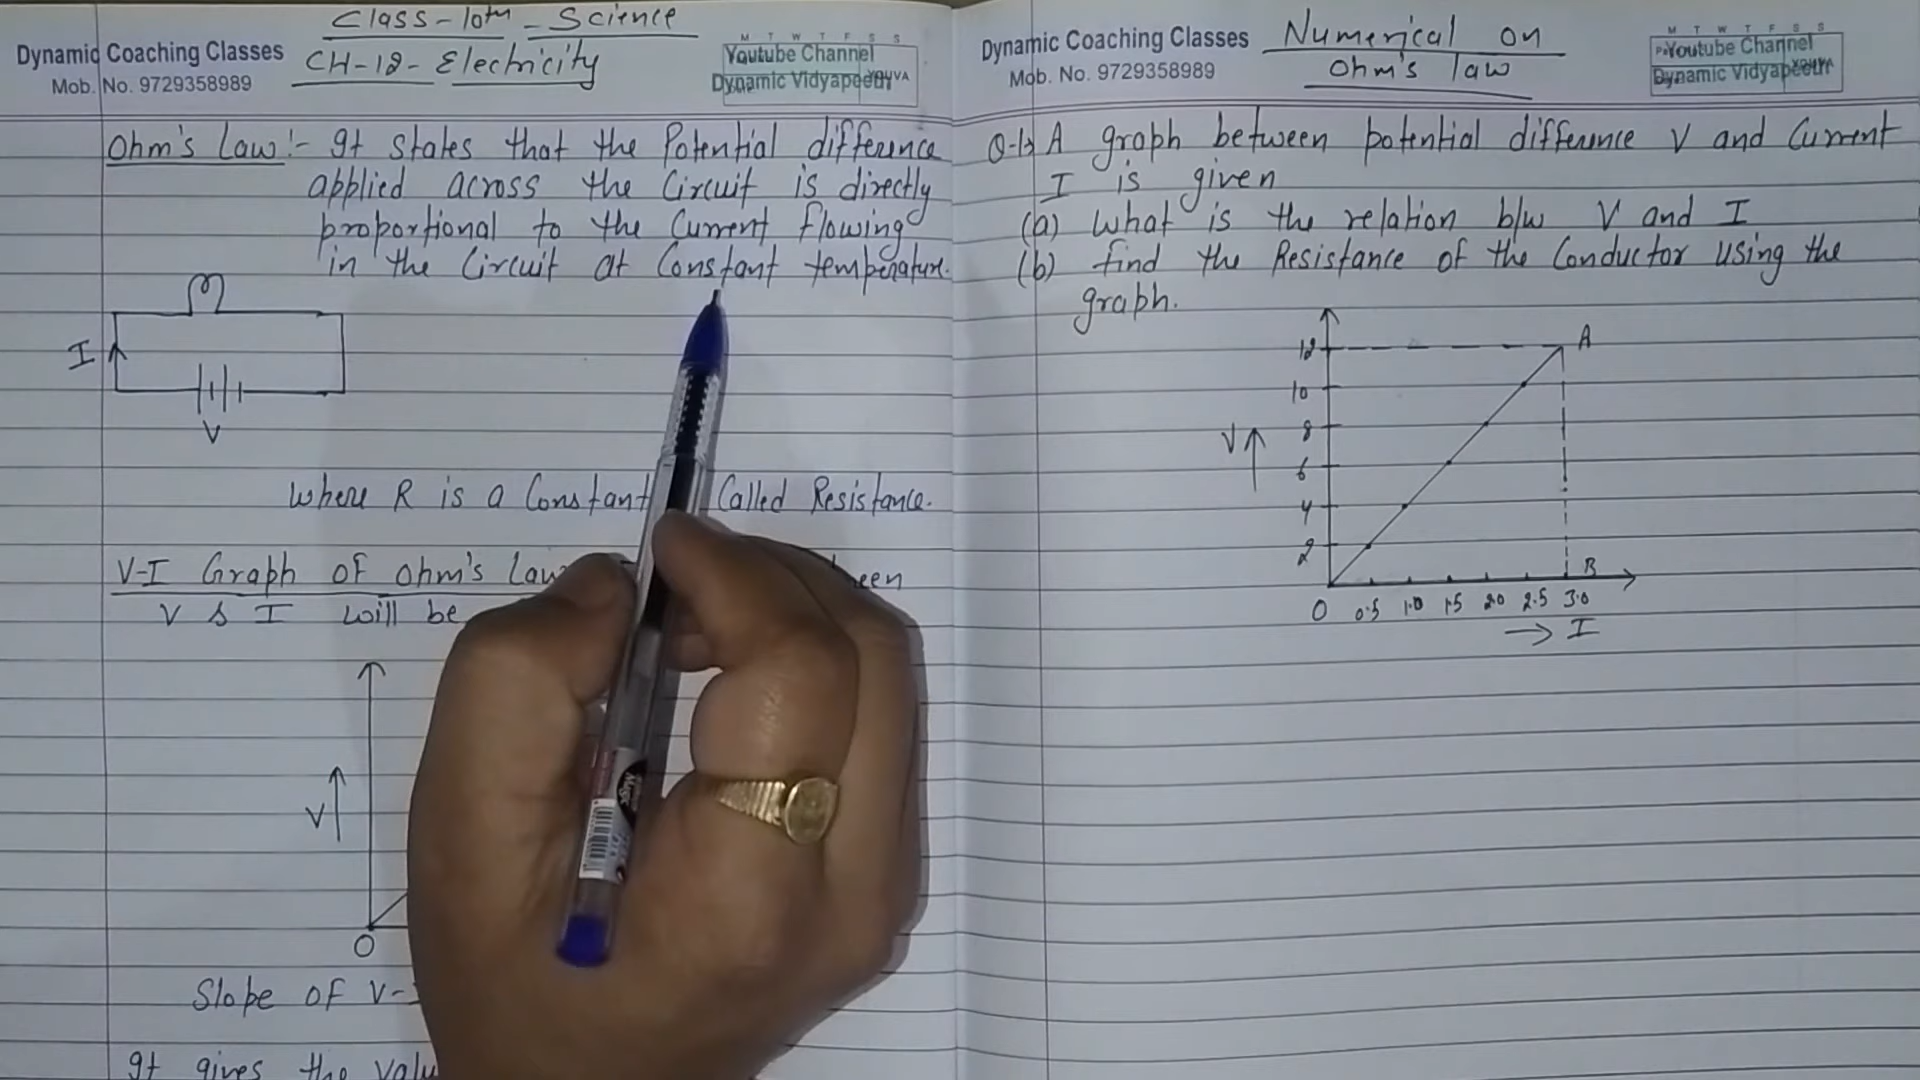 Class-10th - Science
CH-12- Electricity
Dynamic Coaching Classes
Mob. No. 9729358989
M T W T F S S
Youtube Channel
Dynamic Vidyapeeth
Ohm's Law:- It states that the Potential difference
applied across the Circuit is directly
proportional to the Current flowing
in the Circuit at Constant temperature.
I
V
where R is a Constant Called Resistance.
V-I Graph OF ohm's Law
V & I will be
V
O
Slope OF V-
It gives the valu
Dynamic Coaching Classes
Mob. No. 9729358989
Numerical on
Ohm's law
M T W T F S S
Youtube Channel
Dynamic Vidyapeeth
Q-1) A graph between potential difference V and Current
I is given
(a) What is the relation b/w V and I
(b) find the Resistance of the Conductor using the
graph.
12 A
10
V 8
6
4
2
B
O 0.5 1.0 1.5 2.0 2.5 3.0
→ I